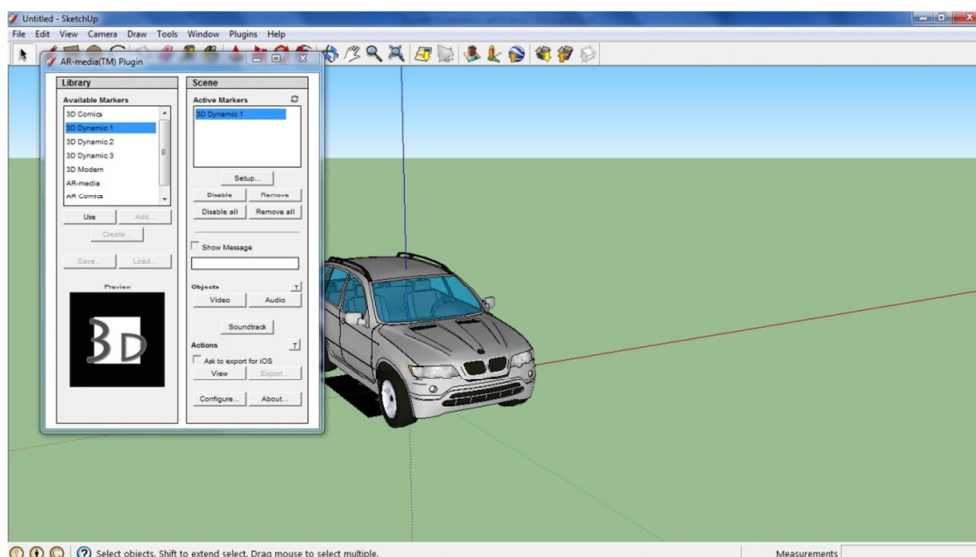 Untitled - SketchUp
File Edit View Camera Draw Tools Window Plugins Help
AR-media(TM) Plugin
Library
Available Markers
3D Comics
3D Dynamic 1
3D Dynamic 2
3D Dynamic 3
3D Modern
AR-media
AR Comics
Use Add...
Create...
Save... Load...
Preview
3D
Scene
Active Markers
3D Dynamic 1
Setup...
Disable Remove
Disable all Remove all
Show Message
Objects T
Video Audio
Soundtrack
Actions T
Ask to export for iOS
View Export...
Configure... About...
Select objects. Shift to extend select. Drag mouse to select multiple.
Measurements